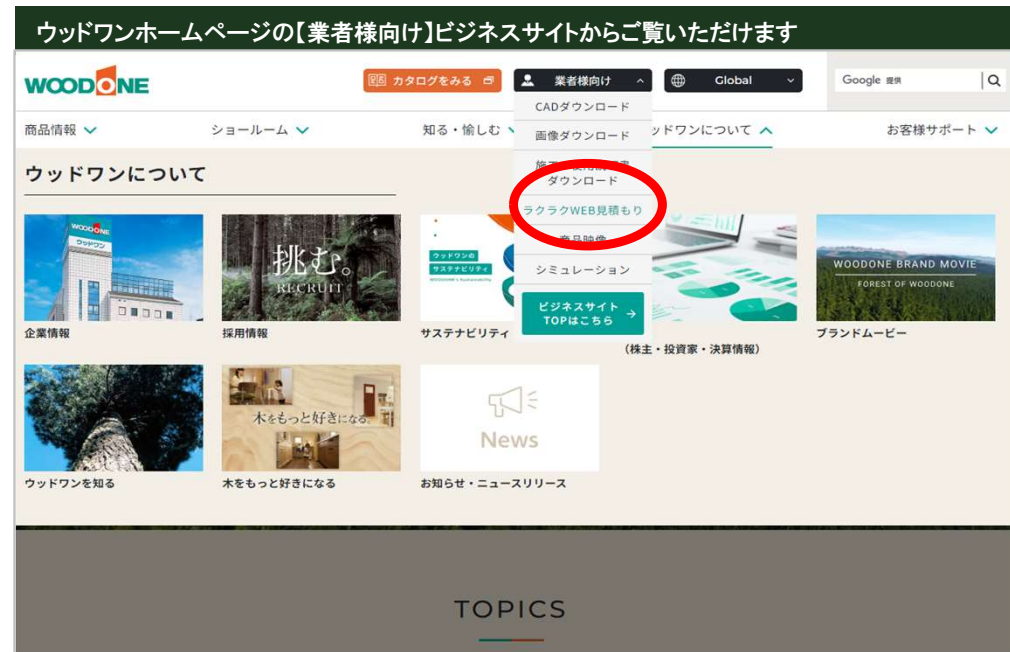 ウッドワンホームページの【業者様向け】ビジネスサイトからご覧いただけます
WOODONE
カタログをみる
業者様向け
Global
Google 提供
CADダウンロード
画像ダウンロード
ダウンロード
ラクラクWEB見積もり
商品映像
シミュレーション
ビジネスサイト
TOPはこちら
商品情報
ショールーム
知る・愉しむ
ッドワンについて
お客様サポート
ウッドワンについて
WOODONE
ウッドワン
企業情報
挑む。
RECRUIT
採用情報
ウッドワンの
サステナビリティ
サステナビリティ
(株主・投資家・決算情報)
WOODONE BRAND MOVIE
FOREST OF WOODONE
ブランドムービー
ウッドワンを知る
木をもっと好きになる。
木をもっと好きになる
News
お知らせ・ニュースリリース
TOPICS